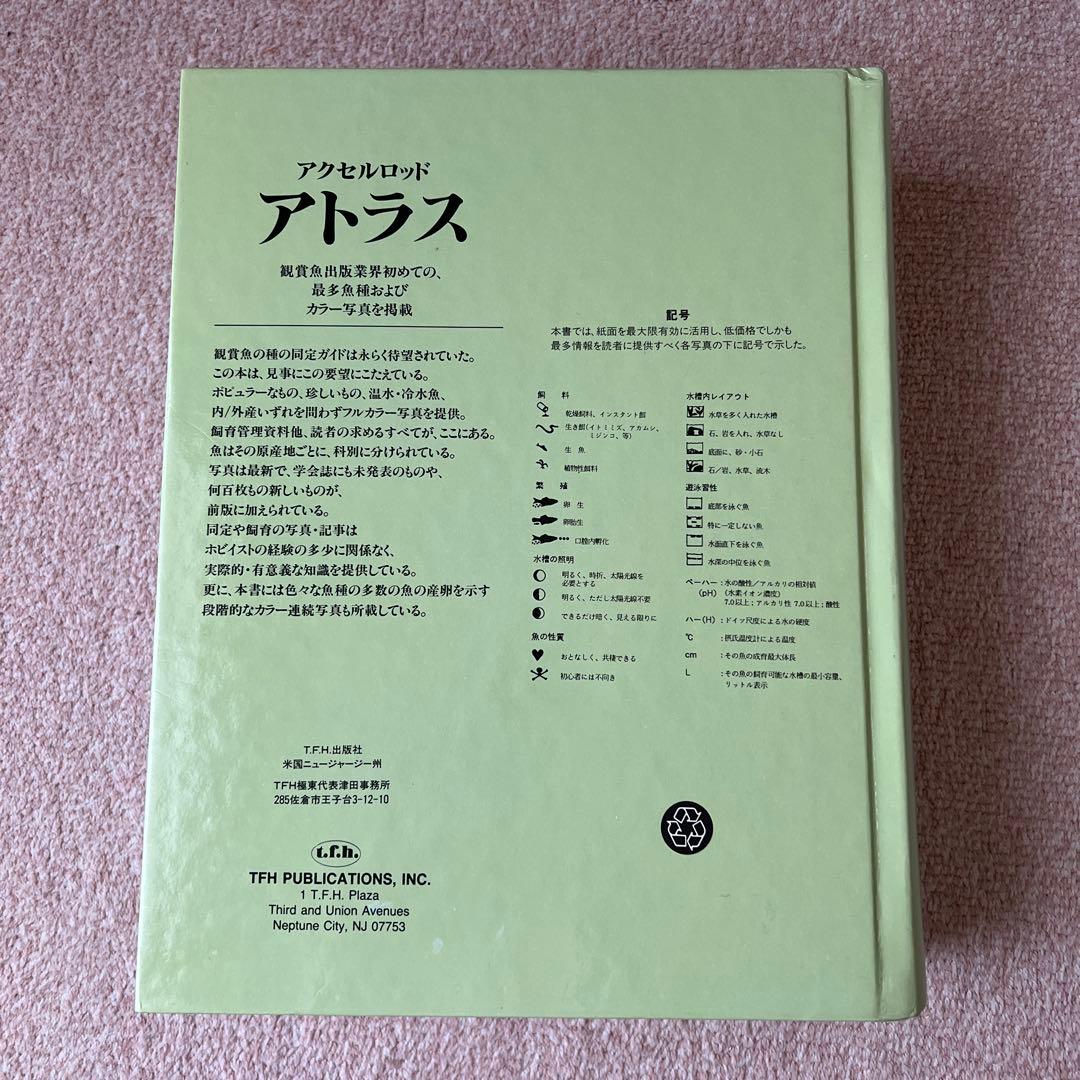 アクセルロッド
アトラス
観賞魚出版業界初めての、
最多魚種および
カラー写真を掲載
観賞魚の種の同定ガイドは永らく待望されていた。
この本は、見事にこの要望にこたえている。
ポピュラーなもの、珍しいもの、温水・冷水魚、
内/外産いずれを問わずフルカラー写真を提供。
飼育管理資料他、読者の求めるすべてが、ここにある。
魚はその原産地ごとに、科別に分けられている。
写真は最新で、学会誌にも未発表のものや、
何百枚もの新しいものが、
前版に加えられている。
同定や飼育の写真・記事は
ホビイストの経験の多少に関係なく、
実際的・有意義な知識を提供している。
更に、本書には色々な魚種の多数の魚の産卵を示す
段階的なカラー連続写真も所載している。
T.F.H.出版社
米国ニュージャージー州
TFH極東代表津田事務所
285佐倉市王子台3-12-10
t.f.h.
TFH PUBLICATIONS, INC.
1 T.F.H. Plaza
Third and Union Avenues
Neptune City, NJ 07753
記号
本書では、紙面を最大限有効に活用し、低価格でしかも
最多情報を読者に提供すべく各写真の下に記号で示した。
飼 料
乾燥飼料、インスタント餌
生き餌(イトミミズ、アカムシ、
ミジンコ、等)
生 魚
植物性飼料
繁 殖
卵 生
卵胎生
口腔内孵化
水槽の照明
明るく、時折、太陽光線を
必要とする
明るく、ただし太陽光線不要
できるだけ暗く、見える限りに
魚の性質
おとなしく、共棲できる
初心者には不向き
水槽内レイアウト
水草を多く入れた水槽
石、岩を入れ、水草なし
底面に、砂・小石
石/岩、水草、流木
遊泳習性
底部を泳ぐ魚
特に一定しない魚
水面直下を泳ぐ魚
水深の中位を泳ぐ魚
ペーハー:水の酸性/アルカリの相対値
(pH) (水素イオン濃度)
7.0以上:アルカリ性 7.0以上:酸性
ハー(H):ドイツ尺度による水の硬度
℃ :摂氏温度計による温度
cm :その魚の成育最大体長
L :その魚の飼育可能な水槽の最小容量、
リットル表示